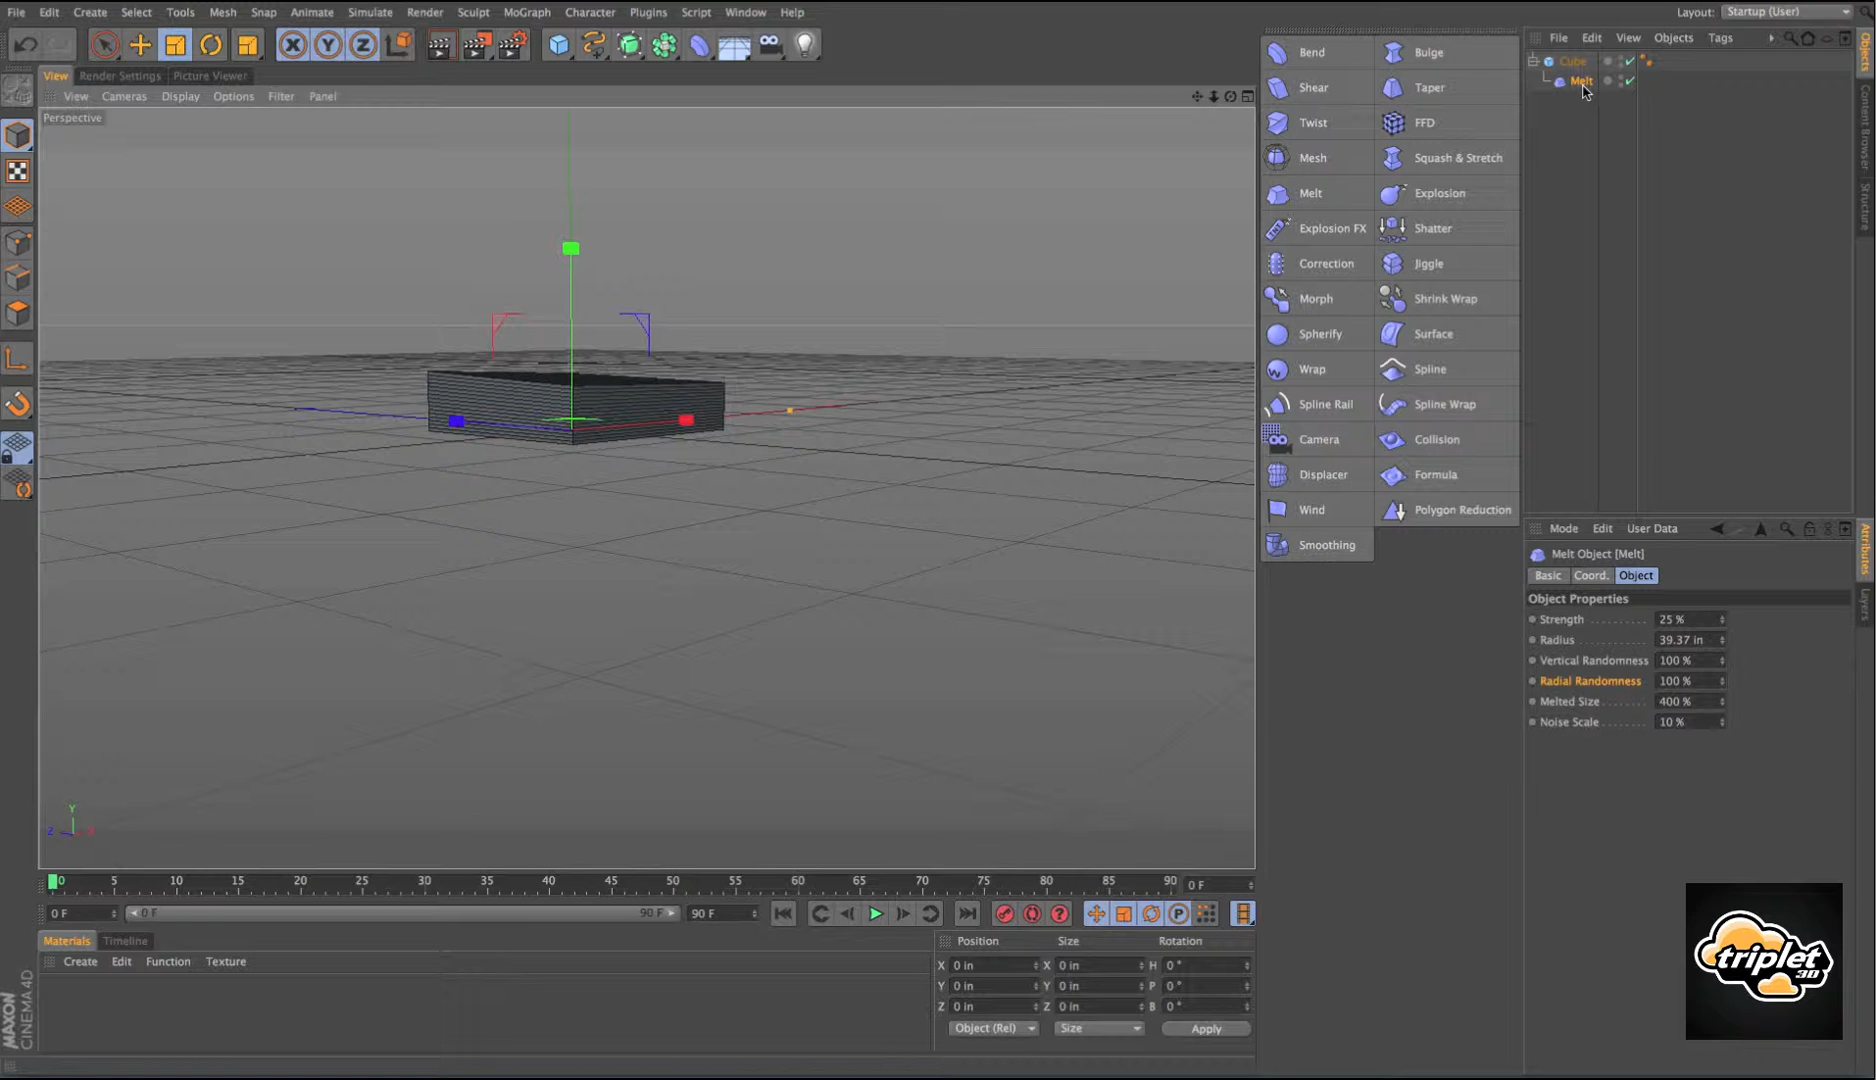 File Edit Create Select Tools Mesh Snap Animate Simulate Render Sculpt MoGraph Character Plugins Script Window Help
Layout: Startup (User)
X Y Z
View Render Settings Picture Viewer
View Cameras Display Options Filter Panel
Perspective
Bend Bulge
Shear Taper
Twist FFD
Mesh Squash & Stretch
Melt Explosion
Explosion FX Shatter
Correction Jiggle
Morph Shrink Wrap
Spherify Surface
Wrap Spline
Spline Rail Spline Wrap
Camera Collision
Displacer Formula
Wind Polygon Reduction
Smoothing
File Edit View Objects Tags
Cube
Melt
Objects
Content Browser
Structure
Mode Edit User Data
Melt Object [Melt]
Basic Coord. Object
Object Properties
Strength 25 %
Radius 39.37 in
Vertical Randomness 100 %
Radial Randomness 100 %
Melted Size 400 %
Noise Scale 10 %
Attributes
Layers
Y
Z X
0 5 10 15 20 25 30 35 40 45 50 55 60 65 70 75 80 85 90 0 F
0 F 0 F 90 F 90 F
P
Materials Timeline
Create Edit Function Texture
Position Size Rotation
X 0 in X 0 in H 0 °
Y 0 in Y 0 in P 0 °
Z 0 in Z 0 in B 0 °
Object (Rel) Size Apply
MAXON
CINEMA 4D
triplet
3D